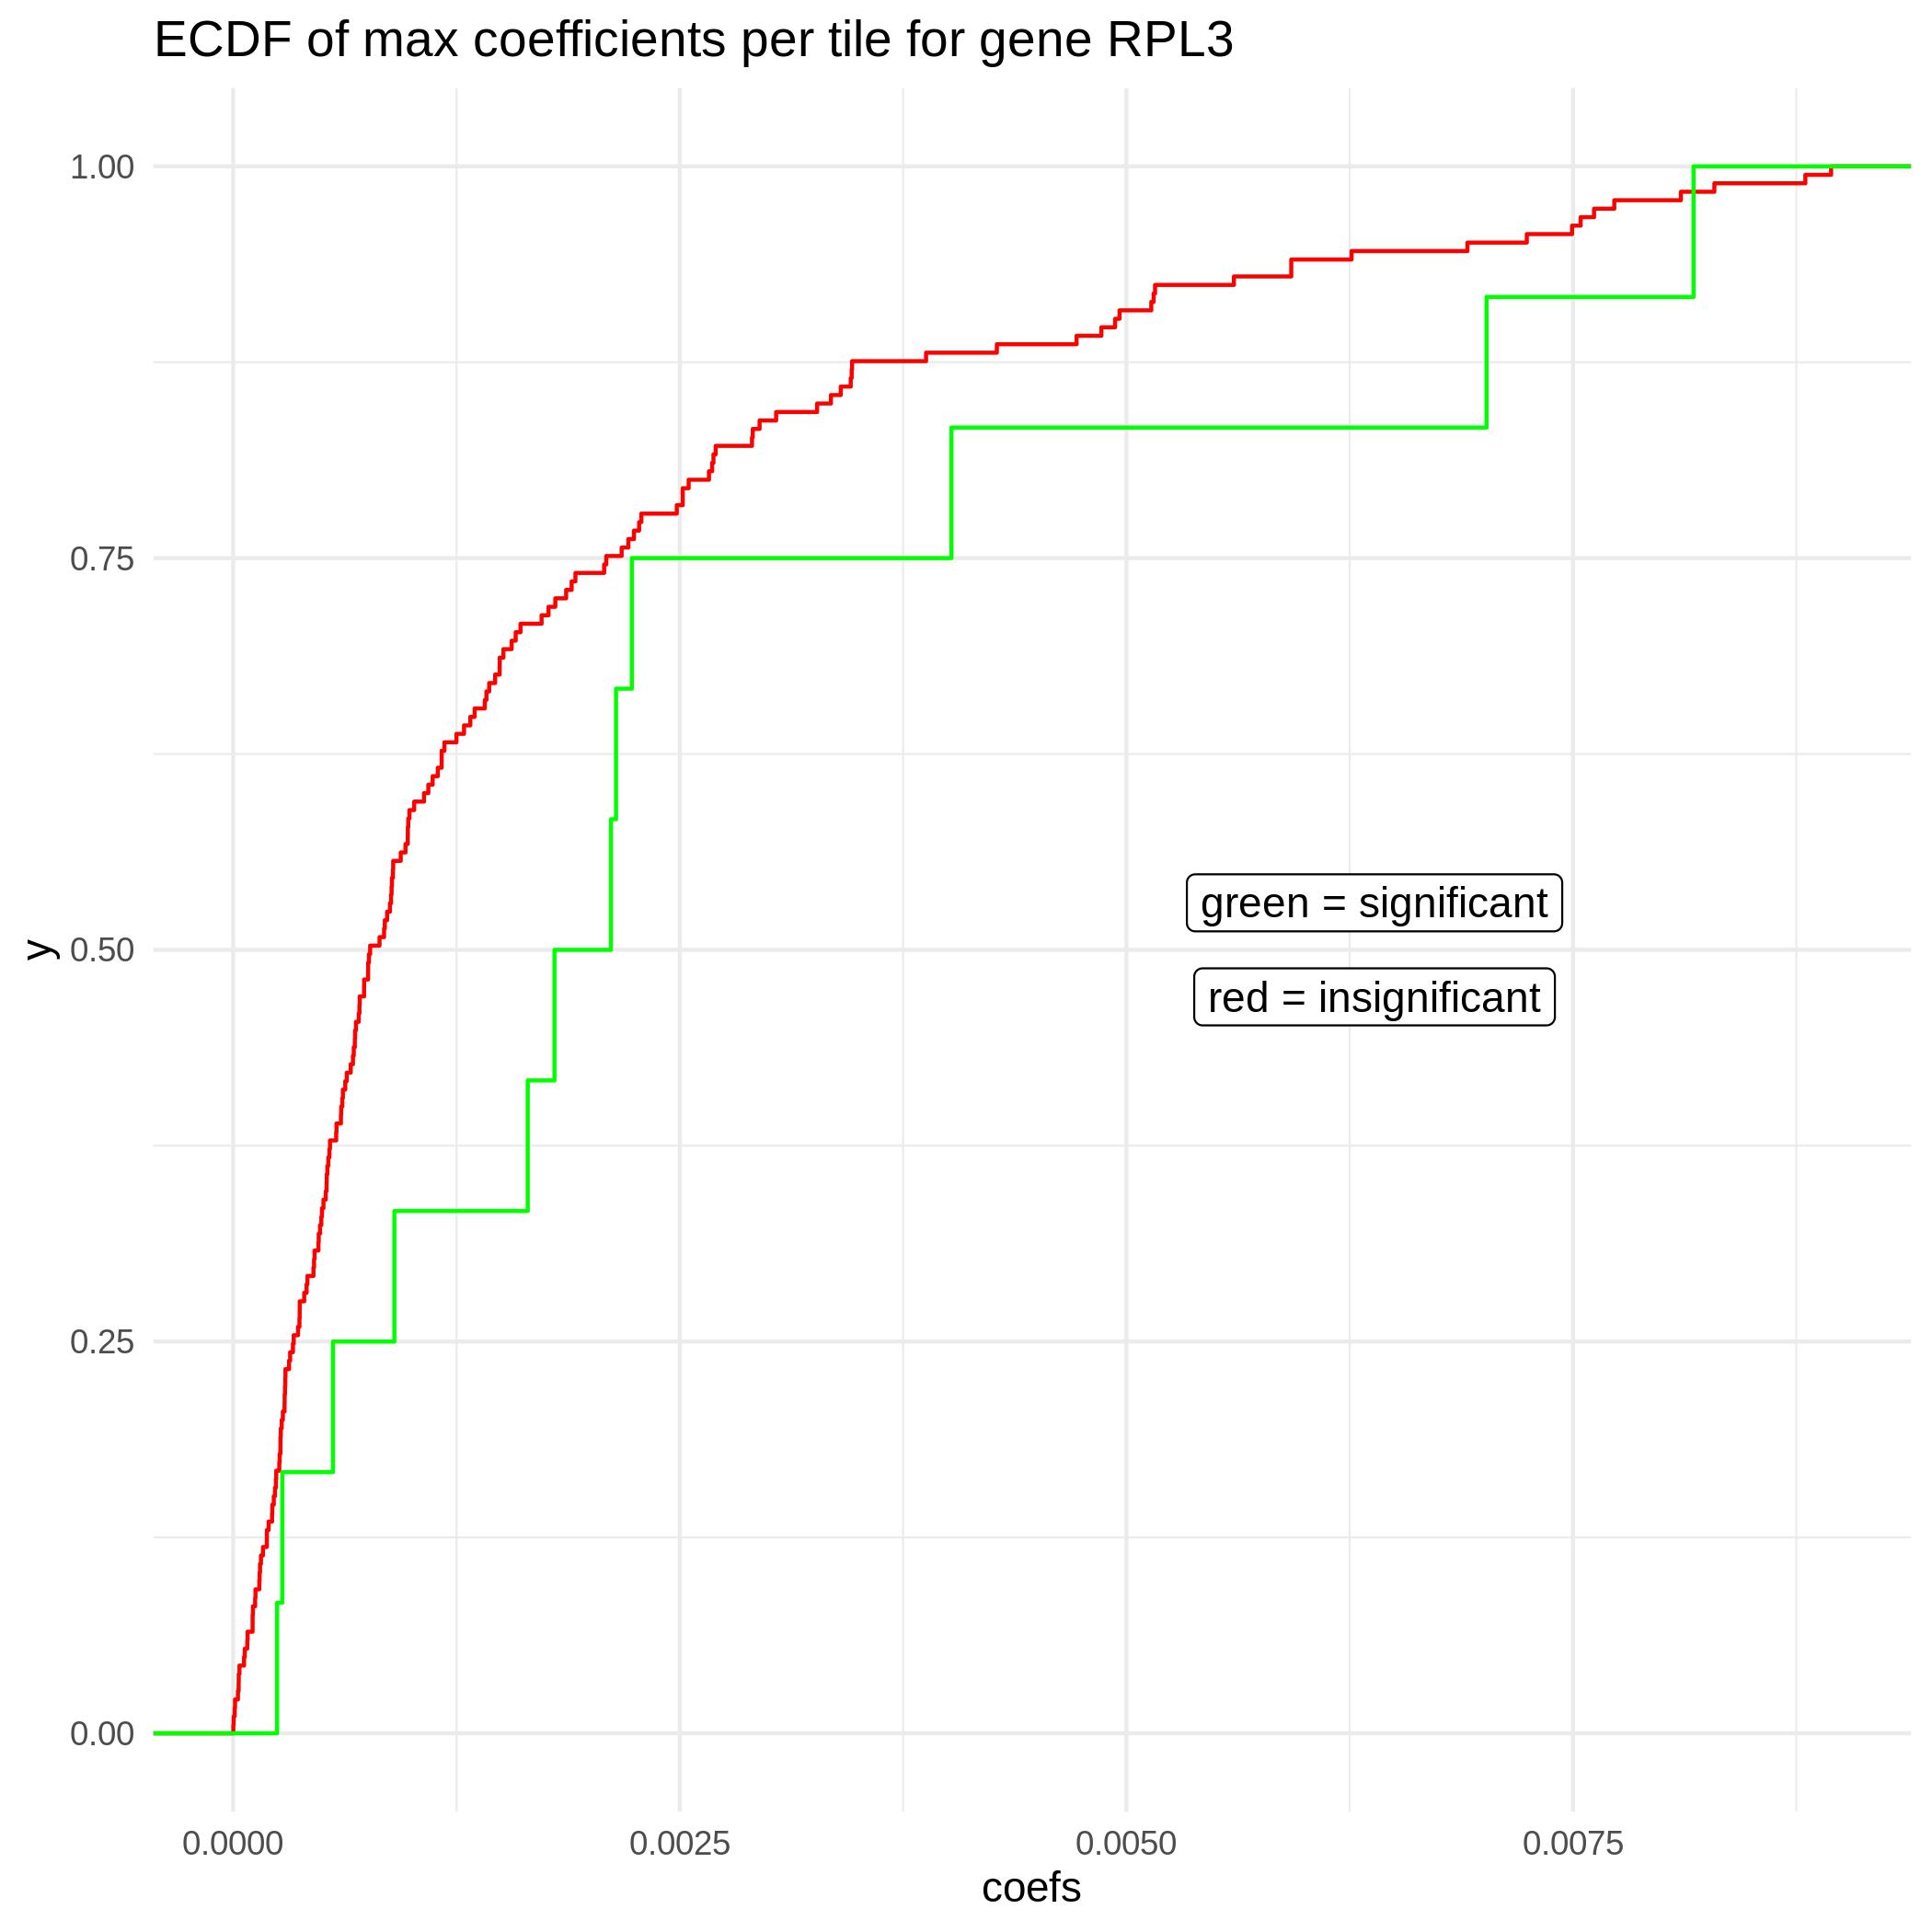 ECDF of max coefficients per tile for gene RPL3
1.00
0.75
0.50
0.25
0.00
y
green = significant
red = insignificant
0.0000 0.0025 0.0050 0.0075
coefs